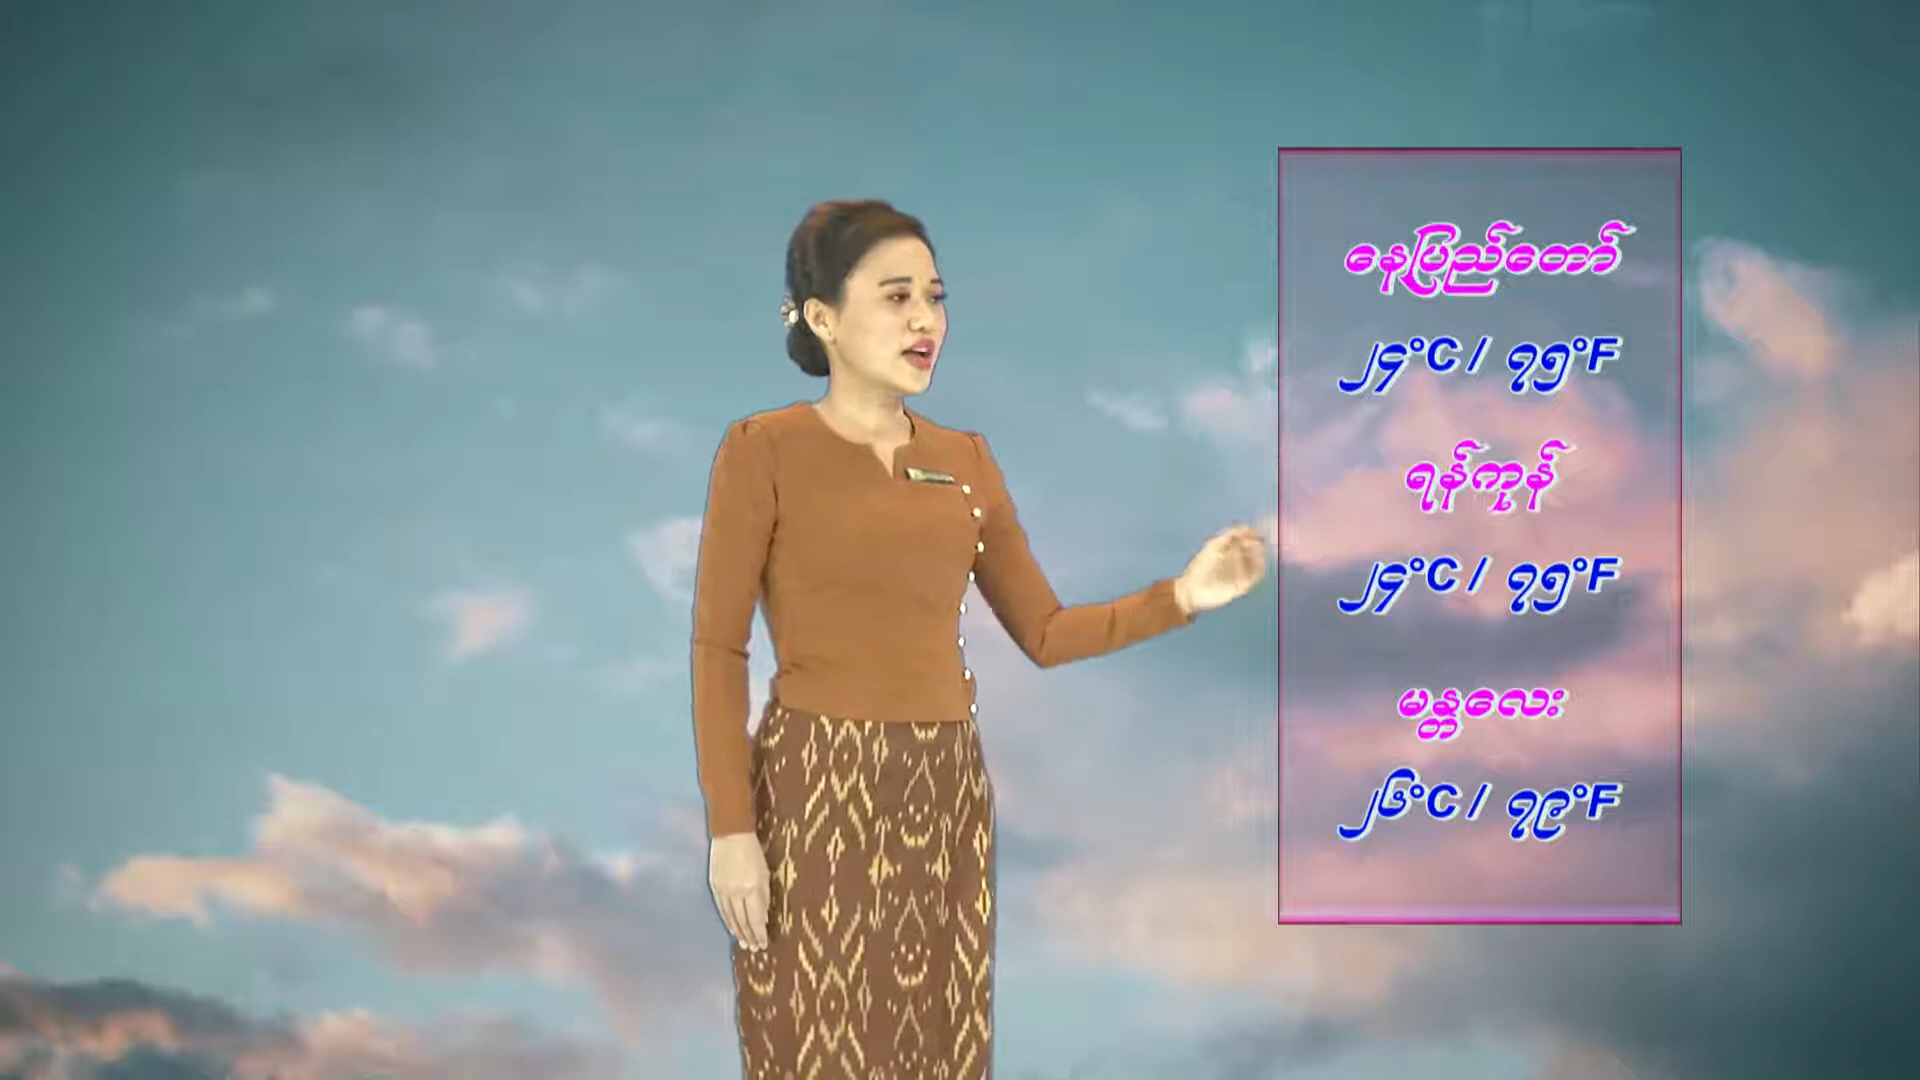 နေပြည်တော်
၂၄°C / ၇၅°F
ရန်ကုန်
၂၄°C / ၇၅°F
မန္တလေး
၂၆°C / ၇၉°F